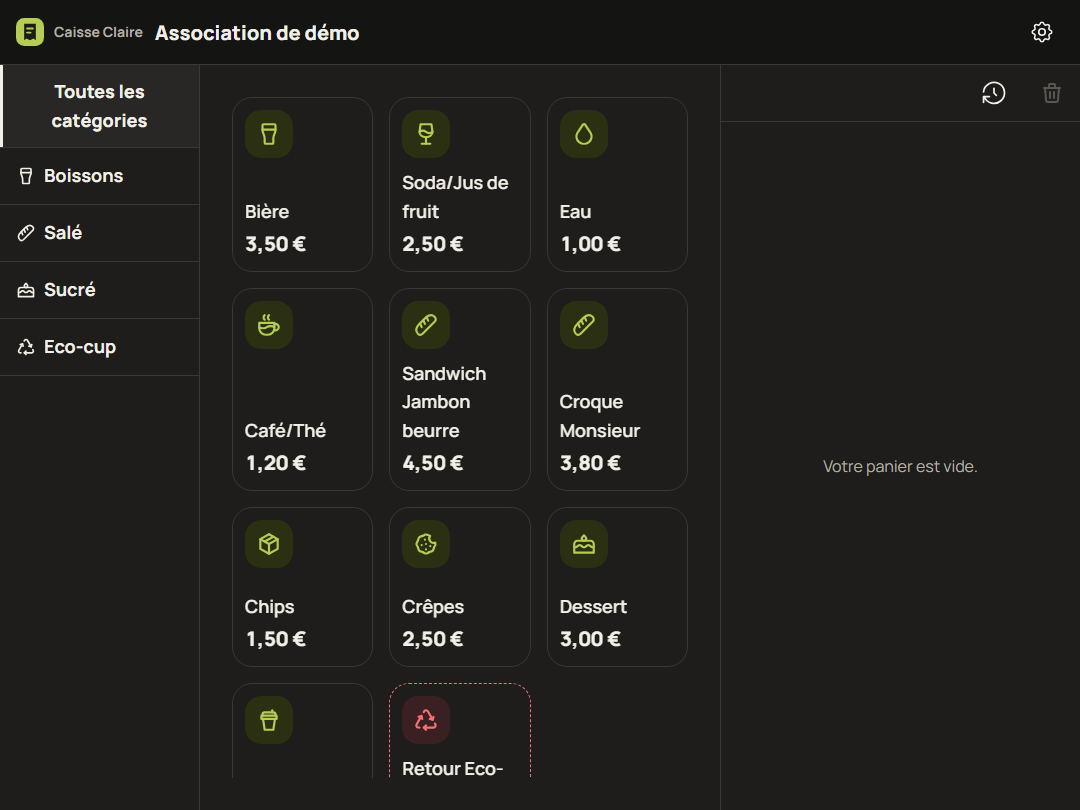 Caisse Claire
Association de démo
Toutes les
catégories
Boissons
Salé
Sucré
Eco-cup
Bière
3,50 €
Soda/Jus de
fruit
2,50 €
Eau
1,00 €
Café/Thé
1,20 €
Sandwich
Jambon
beurre
4,50 €
Croque
Monsieur
3,80 €
Chips
1,50 €
Crêpes
2,50 €
Dessert
3,00 €
Retour Eco-
Votre panier est vide.